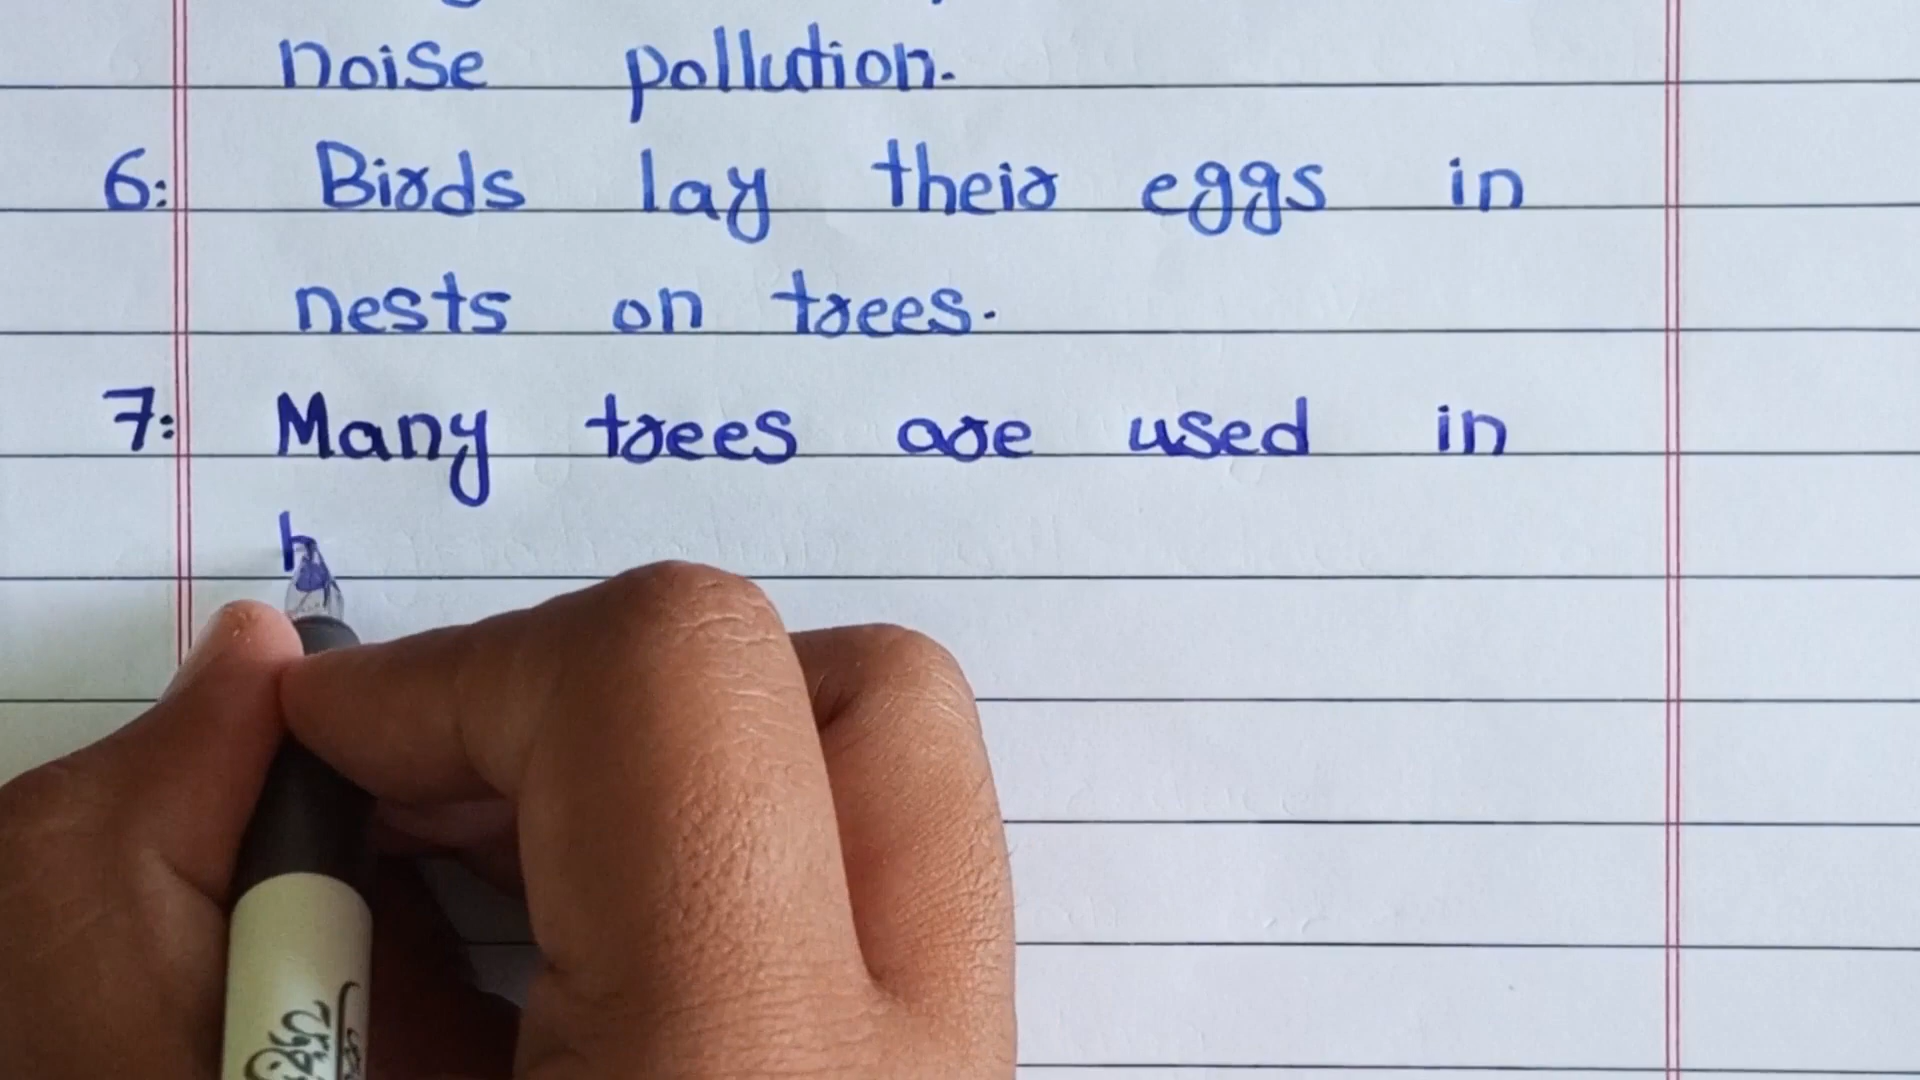 noise pollution.
6: Birds lay their eggs in
nests on trees.
7: Many trees are used in
h